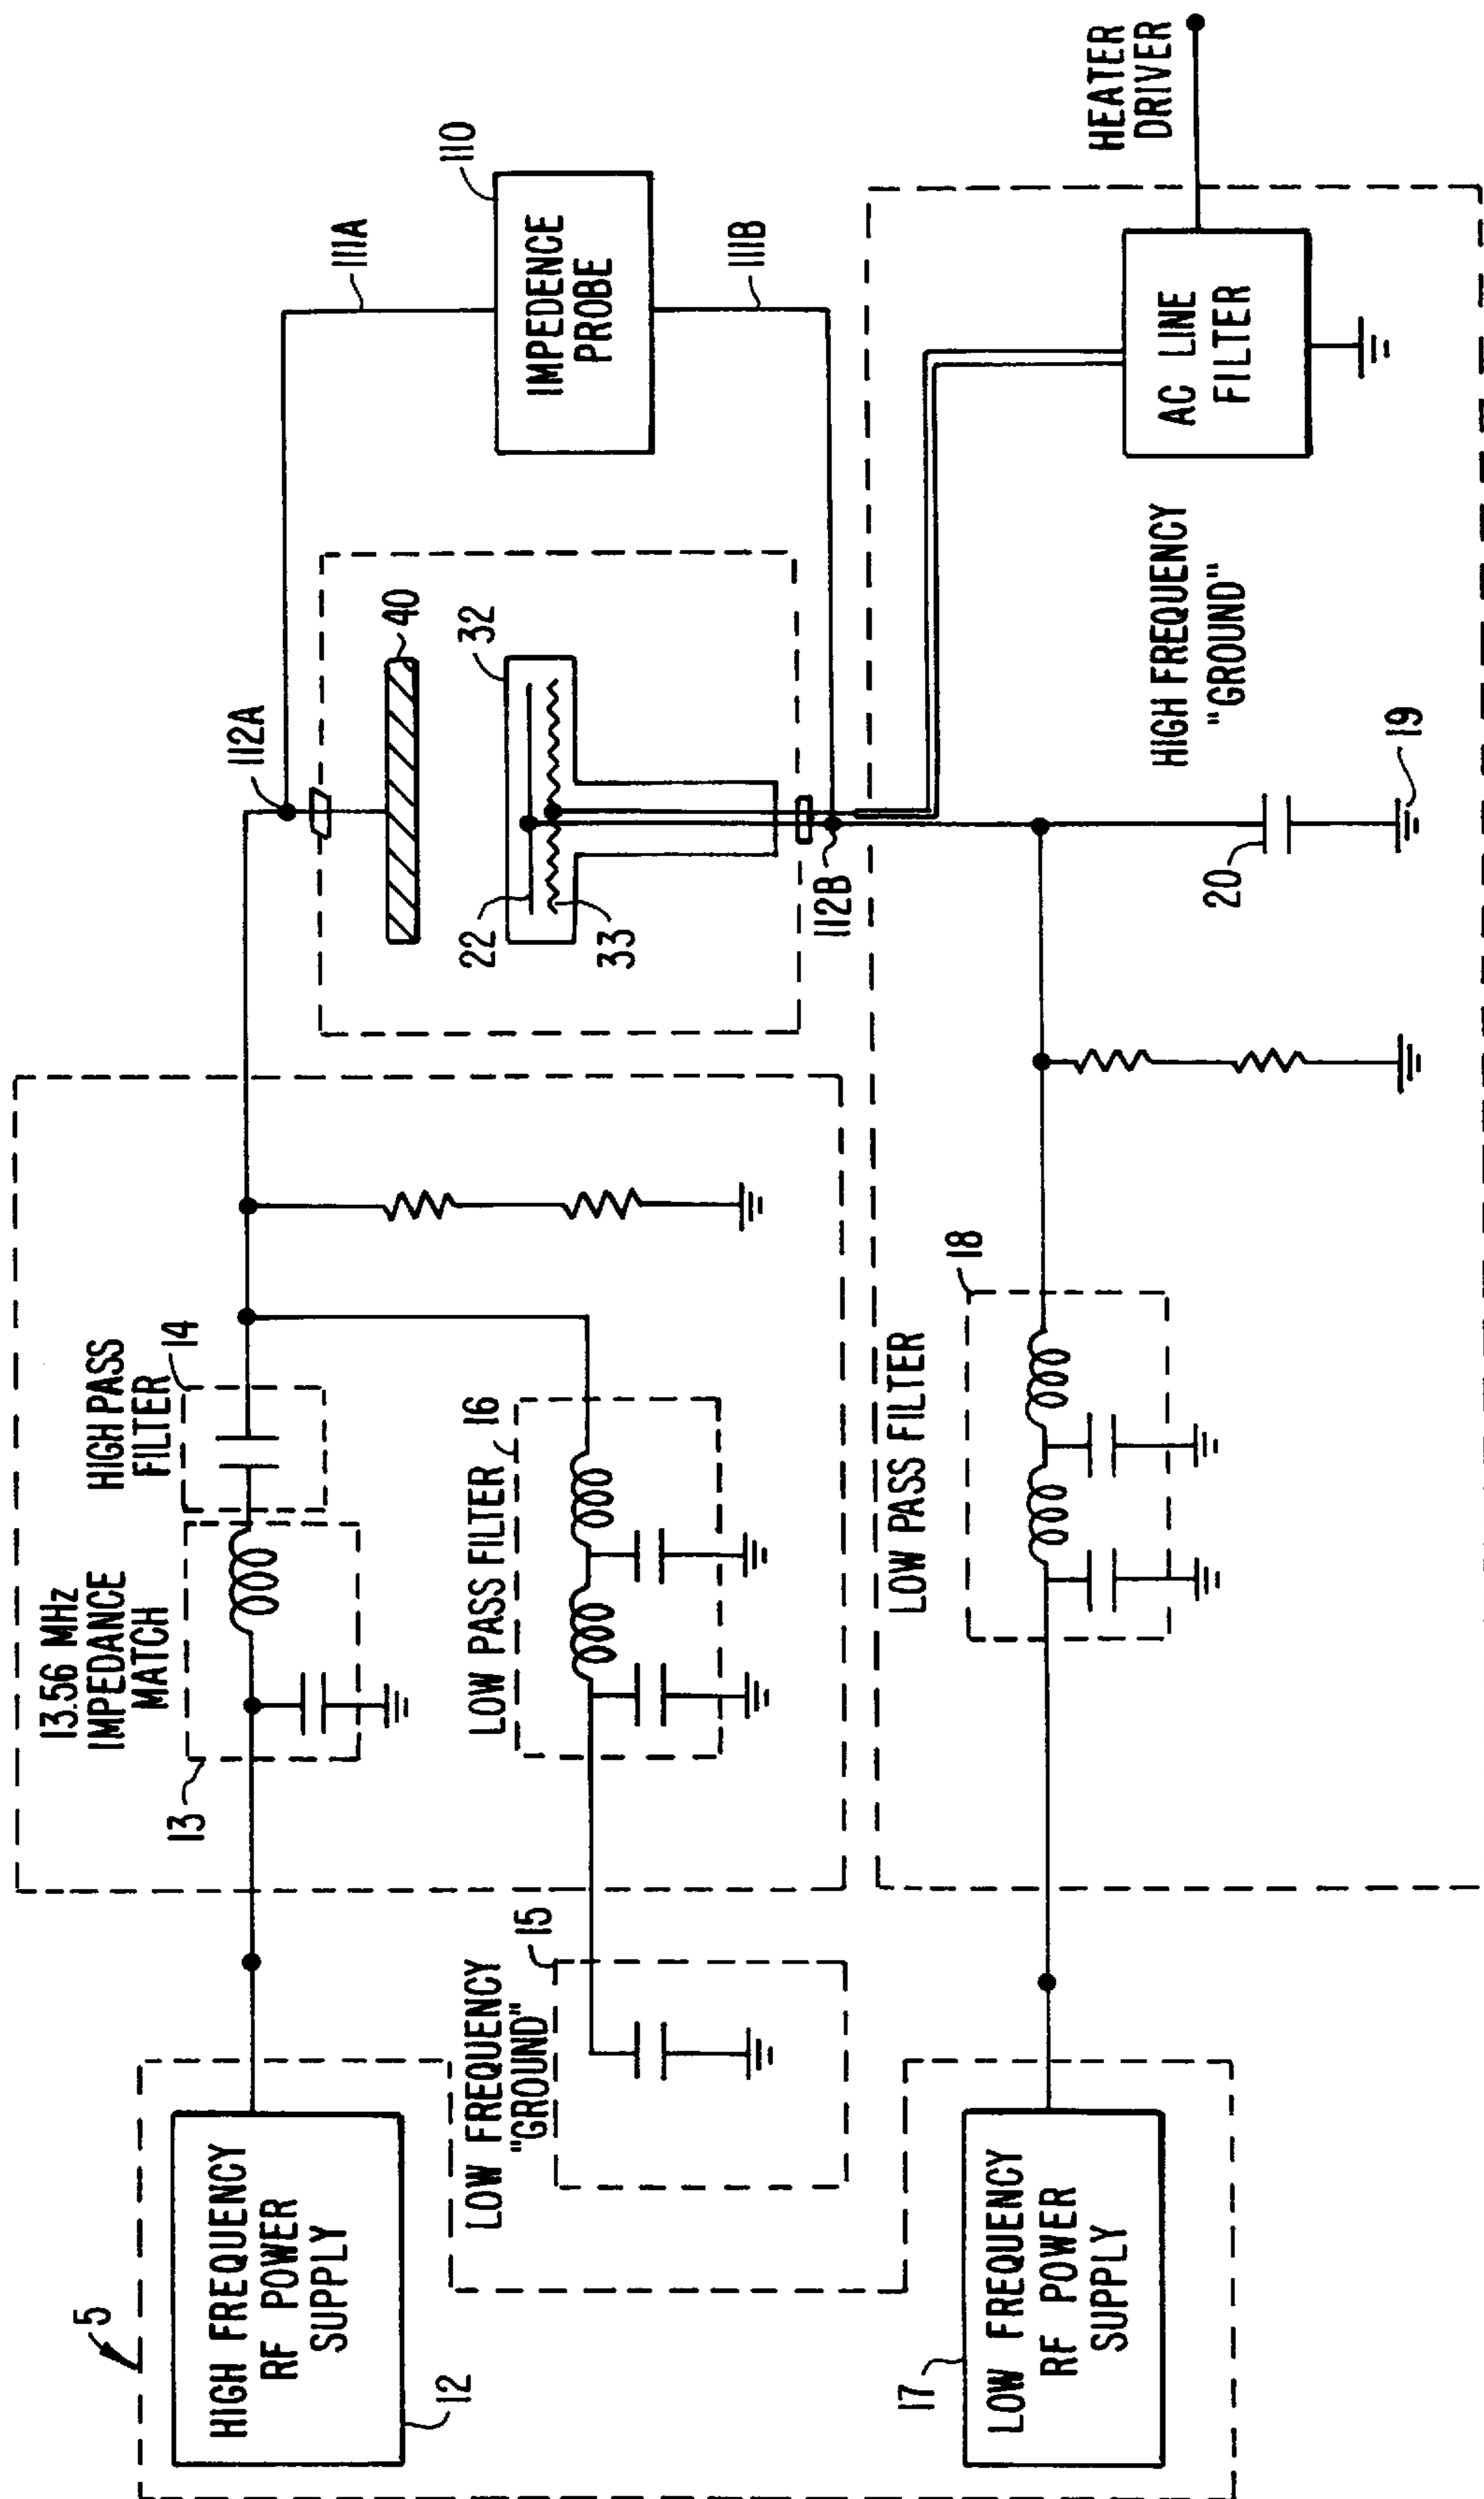 5
HIGH FREQUENCY
RF POWER
SUPPLY
12
13.56 MHz
IMPEDANCE
MATCH
13
HIGH PASS
FILTER
14
LOW FREQUENCY
"GROUND"
15
LOW PASS FILTER
16
112A
40
32
22
33
112B
111A
110
IMPEDENCE
PROBE
111B
17
LOW FREQUENCY
RF POWER
SUPPLY
LOW PASS FILTER
18
20
19
HIGH FREQUENCY
"GROUND"
AC LINE
FILTER
HEATER
DRIVER